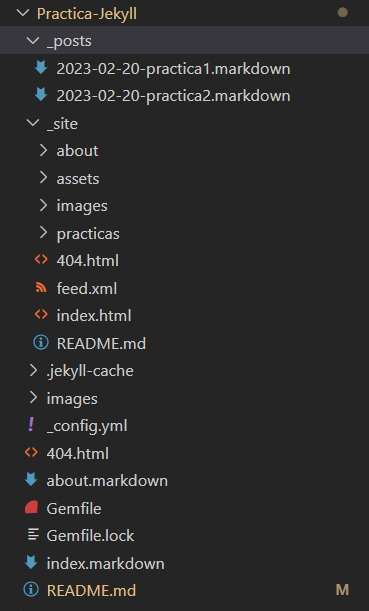 Practica-Jekyll
_posts
2023-02-20-practica1.markdown
2023-02-20-practica2.markdown
_site
about
assets
images
practicas
404.html
feed.xml
index.html
README.md
.jekyll-cache
images
_config.yml
404.html
about.markdown
Gemfile
Gemfile.lock
index.markdown
README.md M